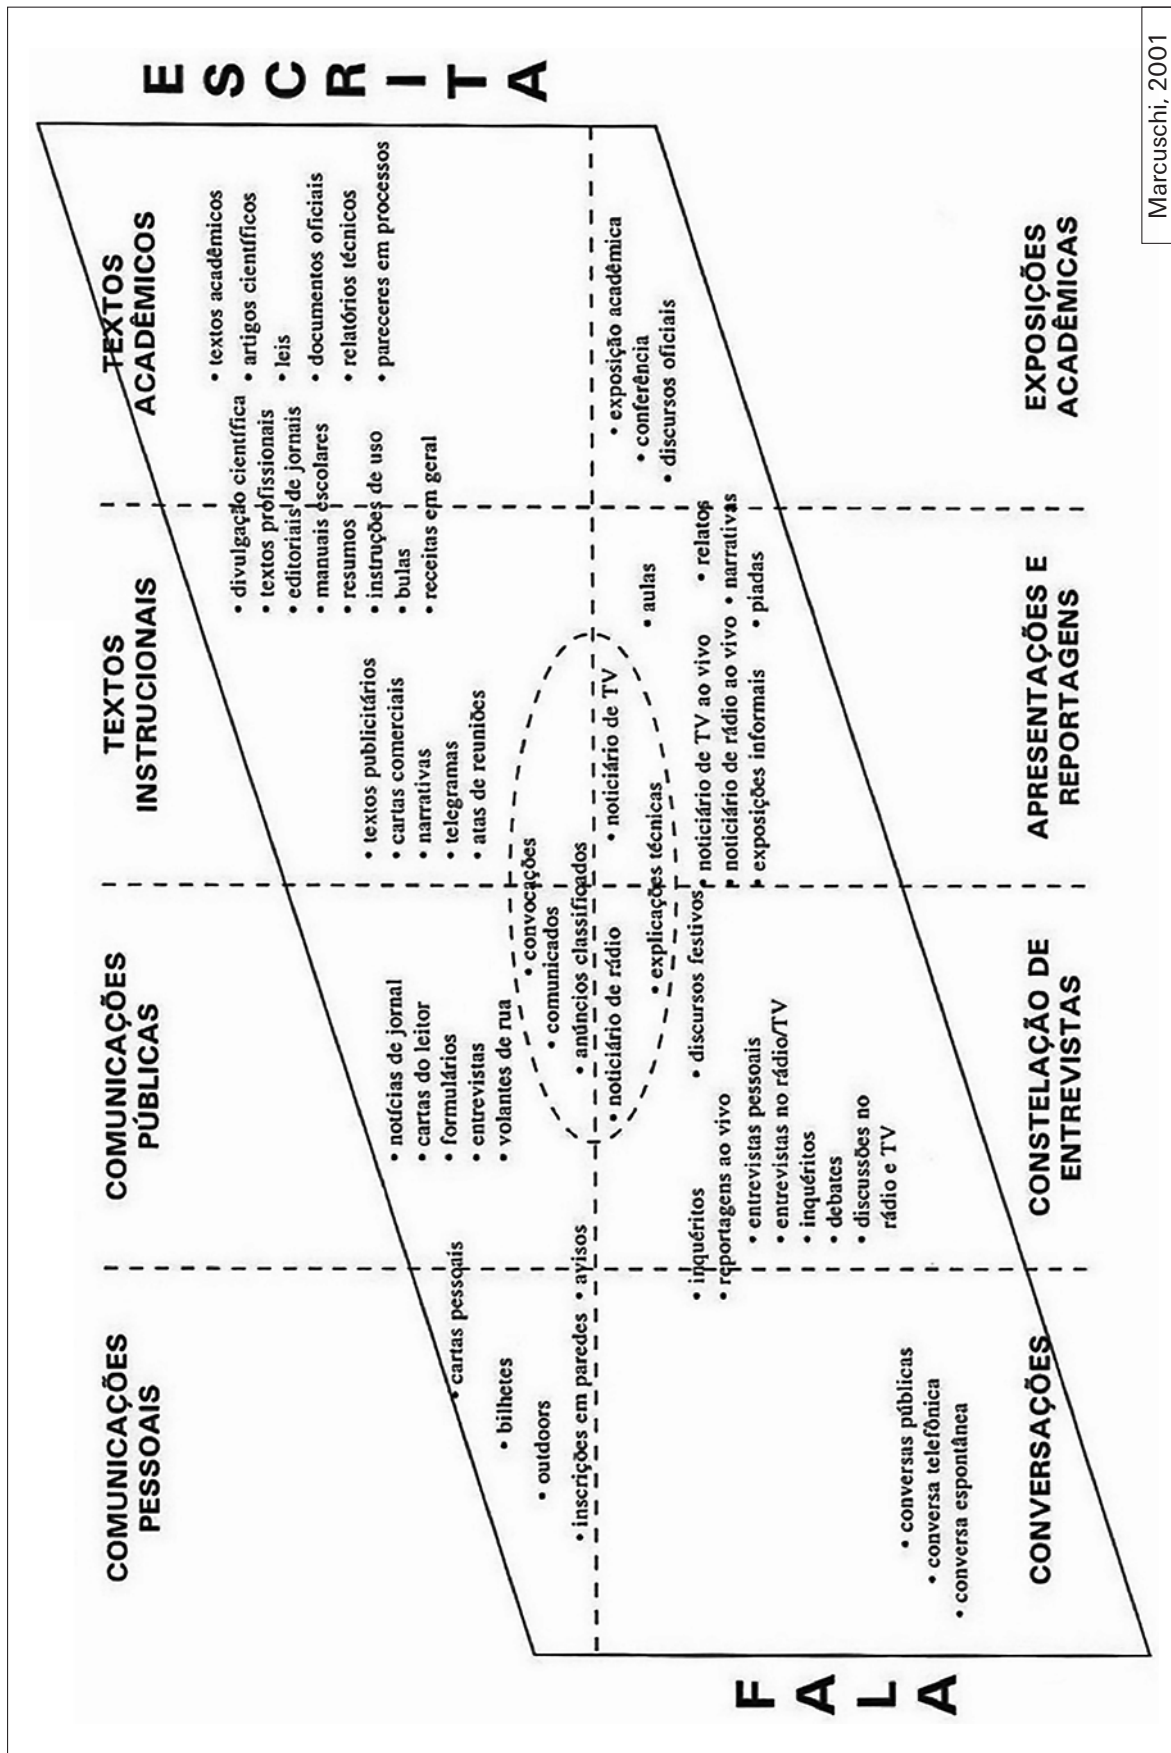 COMUNICAÇÕES
PESSOAIS
COMUNICAÇÕES
PÚBLICAS
TEXTOS
INSTRUCIONAIS
TEXTOS
ACADÊMICOS
ESCRITA
• cartas pessoais
• bilhetes
• outdoors
• inscrições em paredes
• avisos
• notícias de jornal
• cartas do leitor
• formulários
• entrevistas
• volantes de rua
• convocações
• comunicados
• anúncios classificados
• noticiário de rádio
• noticiário de TV
• explicações técnicas
• textos publicitários
• cartas comerciais
• narrativas
• telegramas
• atas de reuniões
• divulgação científica
• textos profissionais
• editoriais de jornais
• manuais escolares
• resumos
• instruções de uso
• bulas
• receitas em geral
• textos acadêmicos
• artigos científicos
• leis
• documentos oficiais
• relatórios técnicos
• pareceres em processos
• conversas públicas
• conversa telefônica
• conversa espontânea
• inquéritos
• reportagens ao vivo
• entrevistas pessoais
• entrevistas no rádio/TV
• inquéritos
• debates
• discussões no
rádio e TV
• discursos festivos
• noticiário de TV ao vivo
• noticiário de rádio ao vivo
• exposições informais
• aulas
• relatos
• narrativas
• piadas
• exposição acadêmica
• conferência
• discursos oficiais
FALA
CONVERSAÇÕES
CONSTELAÇÃO DE
ENTREVISTAS
APRESENTAÇÕES E
REPORTAGENS
EXPOSIÇÕES
ACADÊMICAS
Marcuschi, 2001